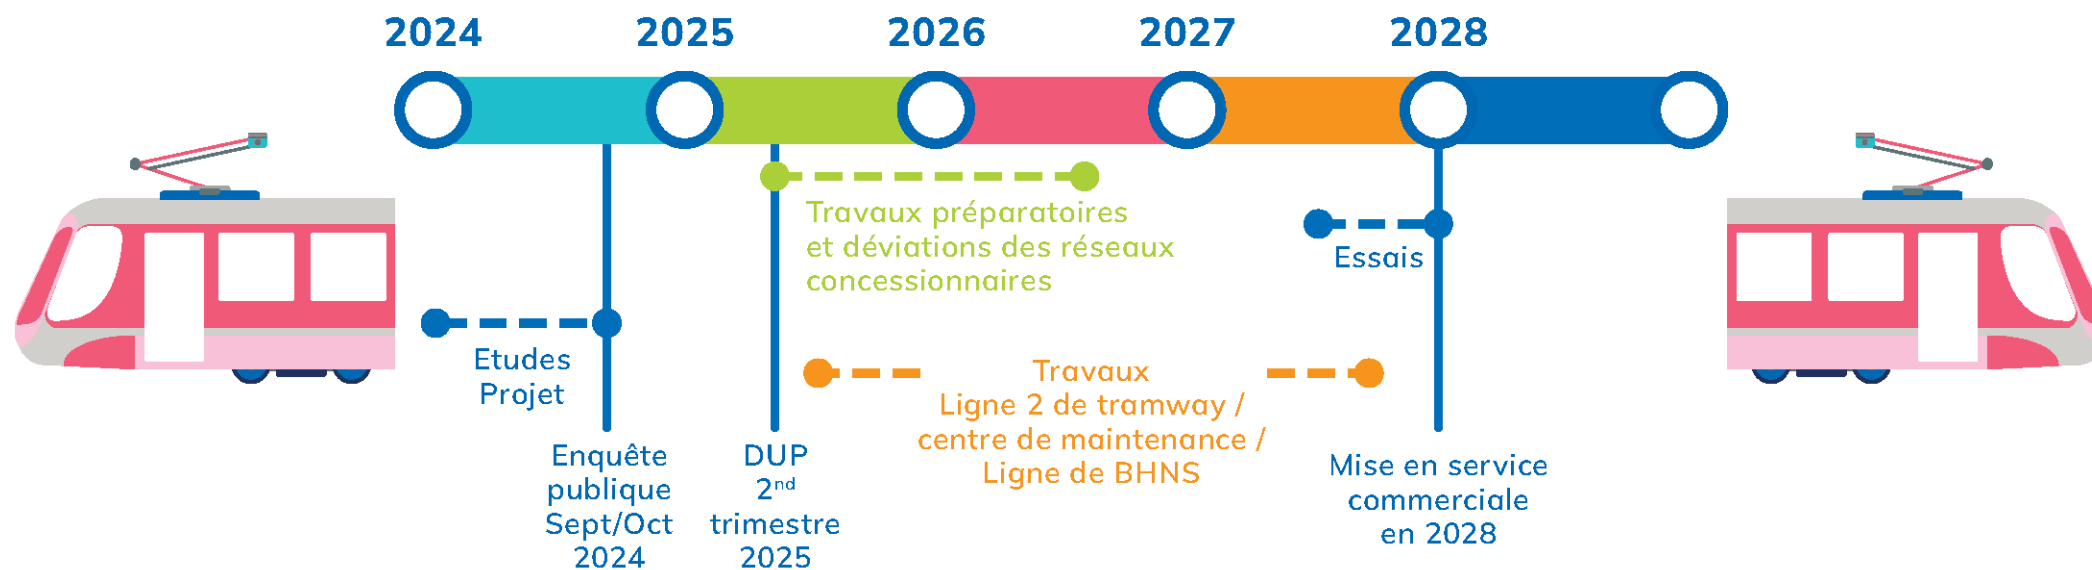 2024
2025
2026
2027
2028
Travaux préparatoires
et déviations des réseaux
concessionnaires
Essais
Etudes
Projet
Travaux
Ligne 2 de tramway /
centre de maintenance /
Ligne de BHNS
Enquête
publique
Sept/Oct
2024
DUP
2nd
trimestre
2025
Mise en service
commerciale
en 2028